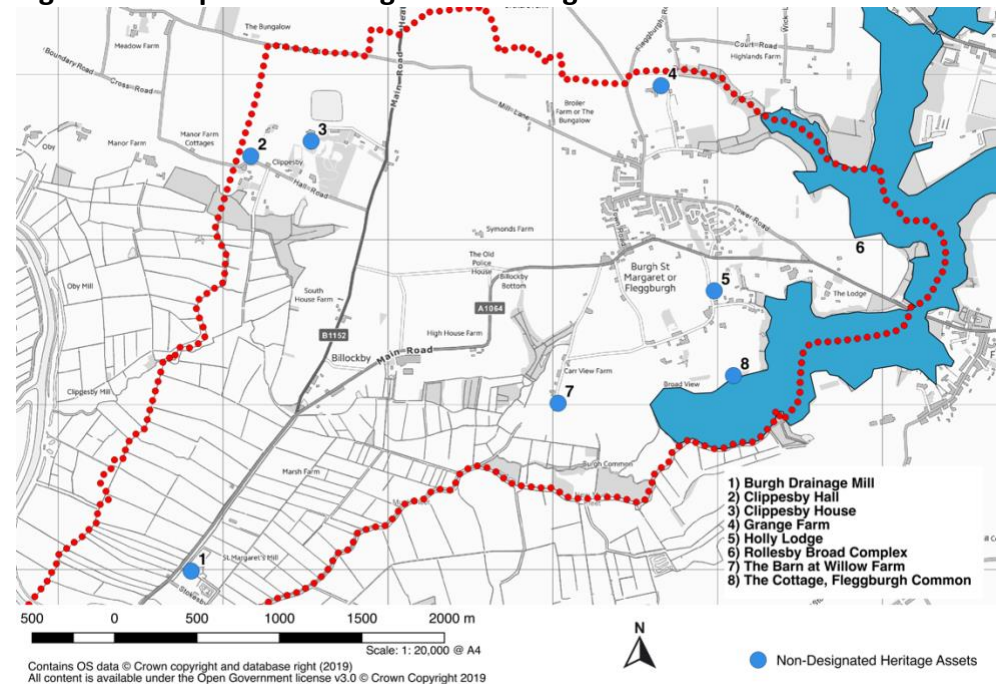 The Bungalow
Meadow Farm
Boundary Road
Cross-Road
Main-Road
Court-Road
Highlands Farm
4
Mill-Lane
Broiler
Farm or The
Bungalow
Manor Farm
Cottages
Manor Farm
Oby
2
3
Clippesby
Hall-Road
Tower-Road
Symonds Farm
The Old
Police
House
Billockby
Bottom
Burgh St
Margaret or
Fleggburgh
6
5
The Lodge
Oby Mill
South
House Farm
A1064
High House Farm
B1152
Billockby
Main-Road
Carr View Farm
8
Broad View
7
Clippesby Mill
Marsh Farm
Burgh Common
1
St Margaret's Mill
1) Burgh Drainage Mill
2) Clippesby Hall
3) Clippesby House
4) Grange Farm
5) Holly Lodge
6) Rollesby Broad Complex
7) The Barn at Willow Farm
8) The Cottage, Fleggburgh Common
500 0 500 1000 1500 2000 m
Scale: 1: 20,000 @ A4
N
Non-Designated Heritage Assets
Contains OS data © Crown copyright and database right (2019)
All content is available under the Open Government license v3.0 © Crown Copyright 2019